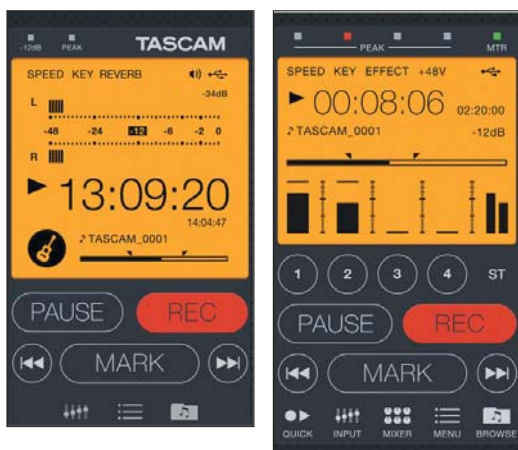 -12dB PEAK TASCAM
SPEED KEY REVERB
-34dB
L
-48 -24 -12 -6 -2 0
R
13:09:20
14:04:47
TASCAM_0001
PAUSE REC
MARK
PEAK MTR
SPEED KEY EFFECT +48V
00:08:06 02:20:00
TASCAM_0001 -12dB
1 2 3 4 ST
PAUSE REC
MARK
QUICK INPUT MIXER MENU BROWSE